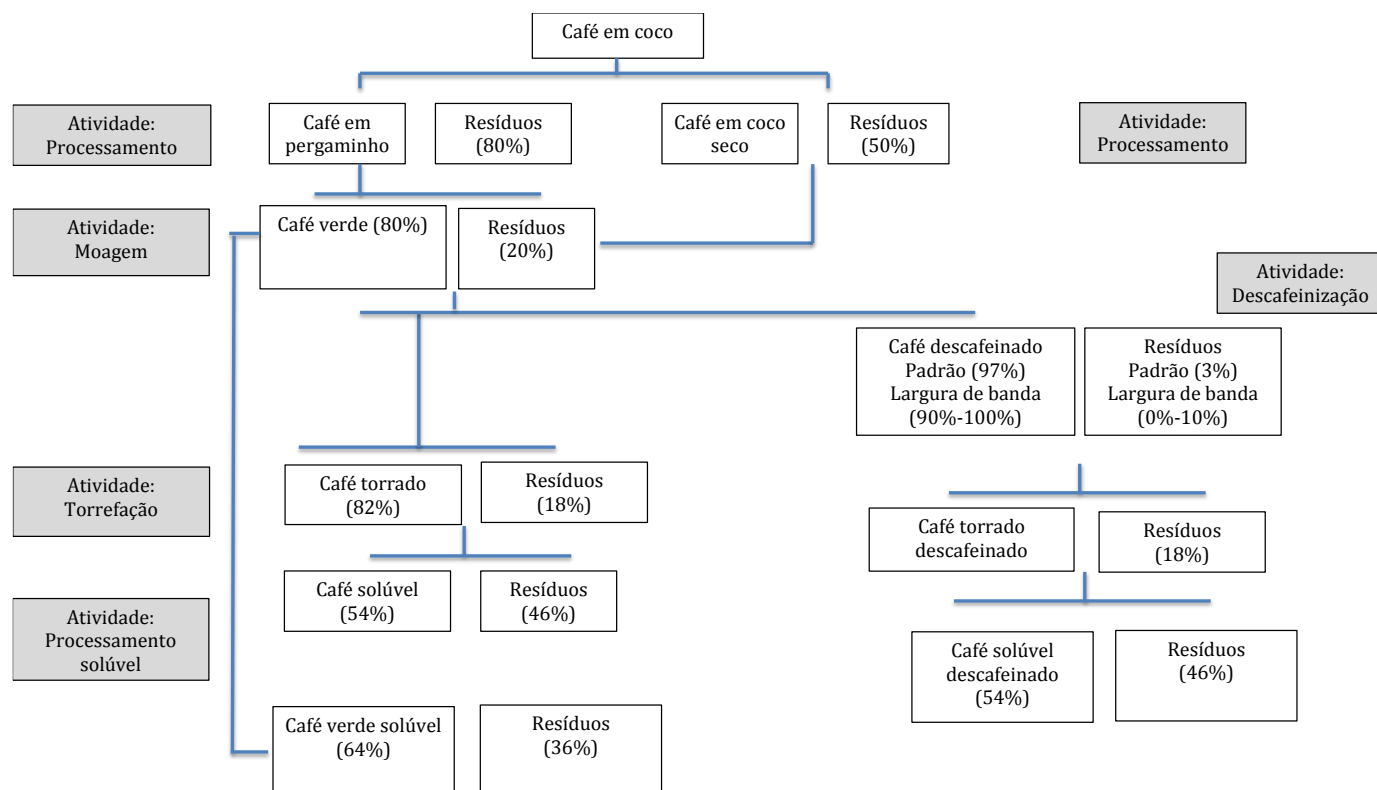 Café em coco
Atividade:
Processamento
Café em
pergaminho
Resíduos
(80%)
Café em coco
seco
Resíduos
(50%)
Atividade:
Processamento
Atividade:
Moagem
Café verde (80%)
Resíduos
(20%)
Atividade:
Descafeinização
Café descafeinado
Padrão (97%)
Largura de banda
(90%-100%)
Resíduos
Padrão (3%)
Largura de banda
(0%-10%)
Atividade:
Torrefação
Café torrado
(82%)
Resíduos
(18%)
Café torrado
descafeinado
Resíduos
(18%)
Atividade:
Processamento
solúvel
Café solúvel
(54%)
Resíduos
(46%)
Café solúvel
descafeinado
(54%)
Resíduos
(46%)
Café verde solúvel
(64%)
Resíduos
(36%)